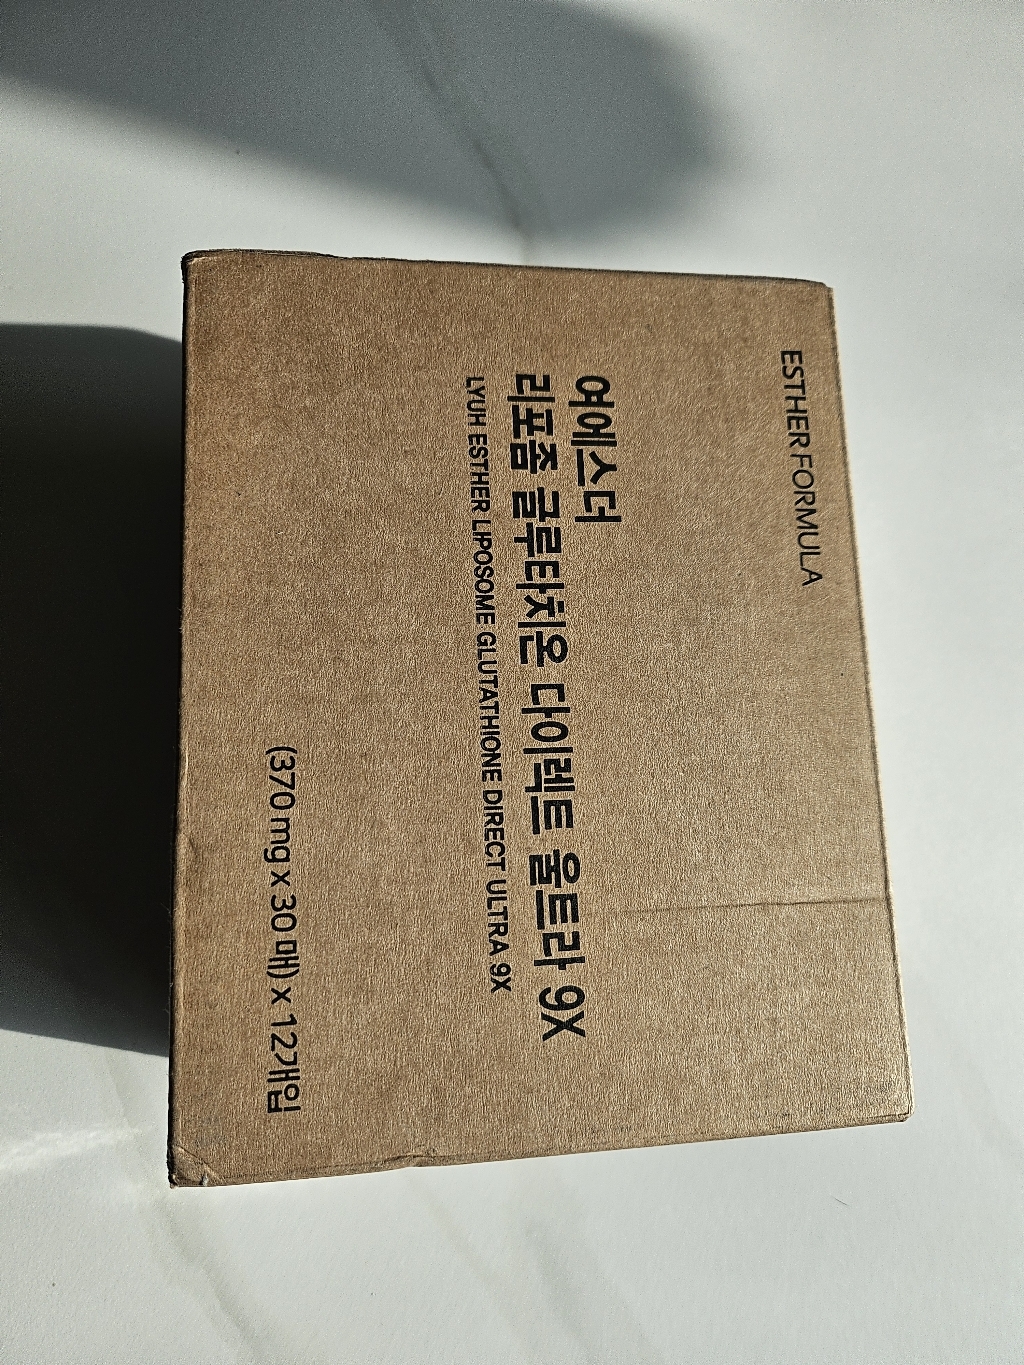 ESTHER FORMULA
여에스더
리포좀 글루타치온 다이렉트 울트라 9X
LYUH ESTHER LIPOSOME GLUTATHIONE DIRECT ULTRA 9X
(370 mg x 30 매) x 12개입